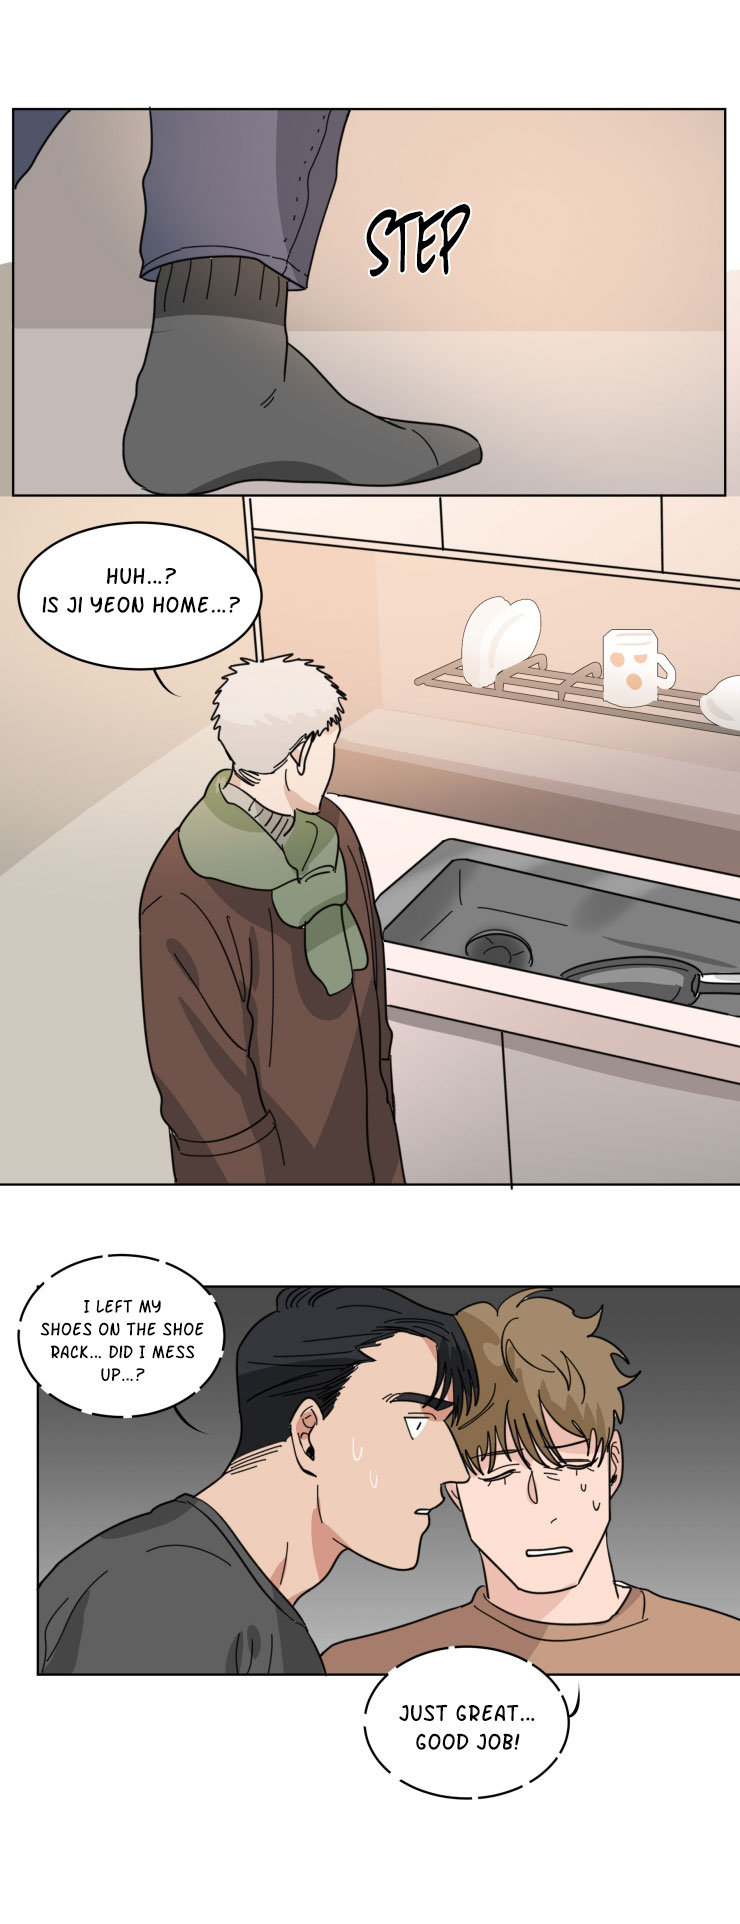 STEP
HUH...?
IS JI YEON HOME...?
I LEFT MY
SHOES ON THE SHOE
RACK... DID I MESS
UP...?
JUST GREAT...
GOOD JOB!